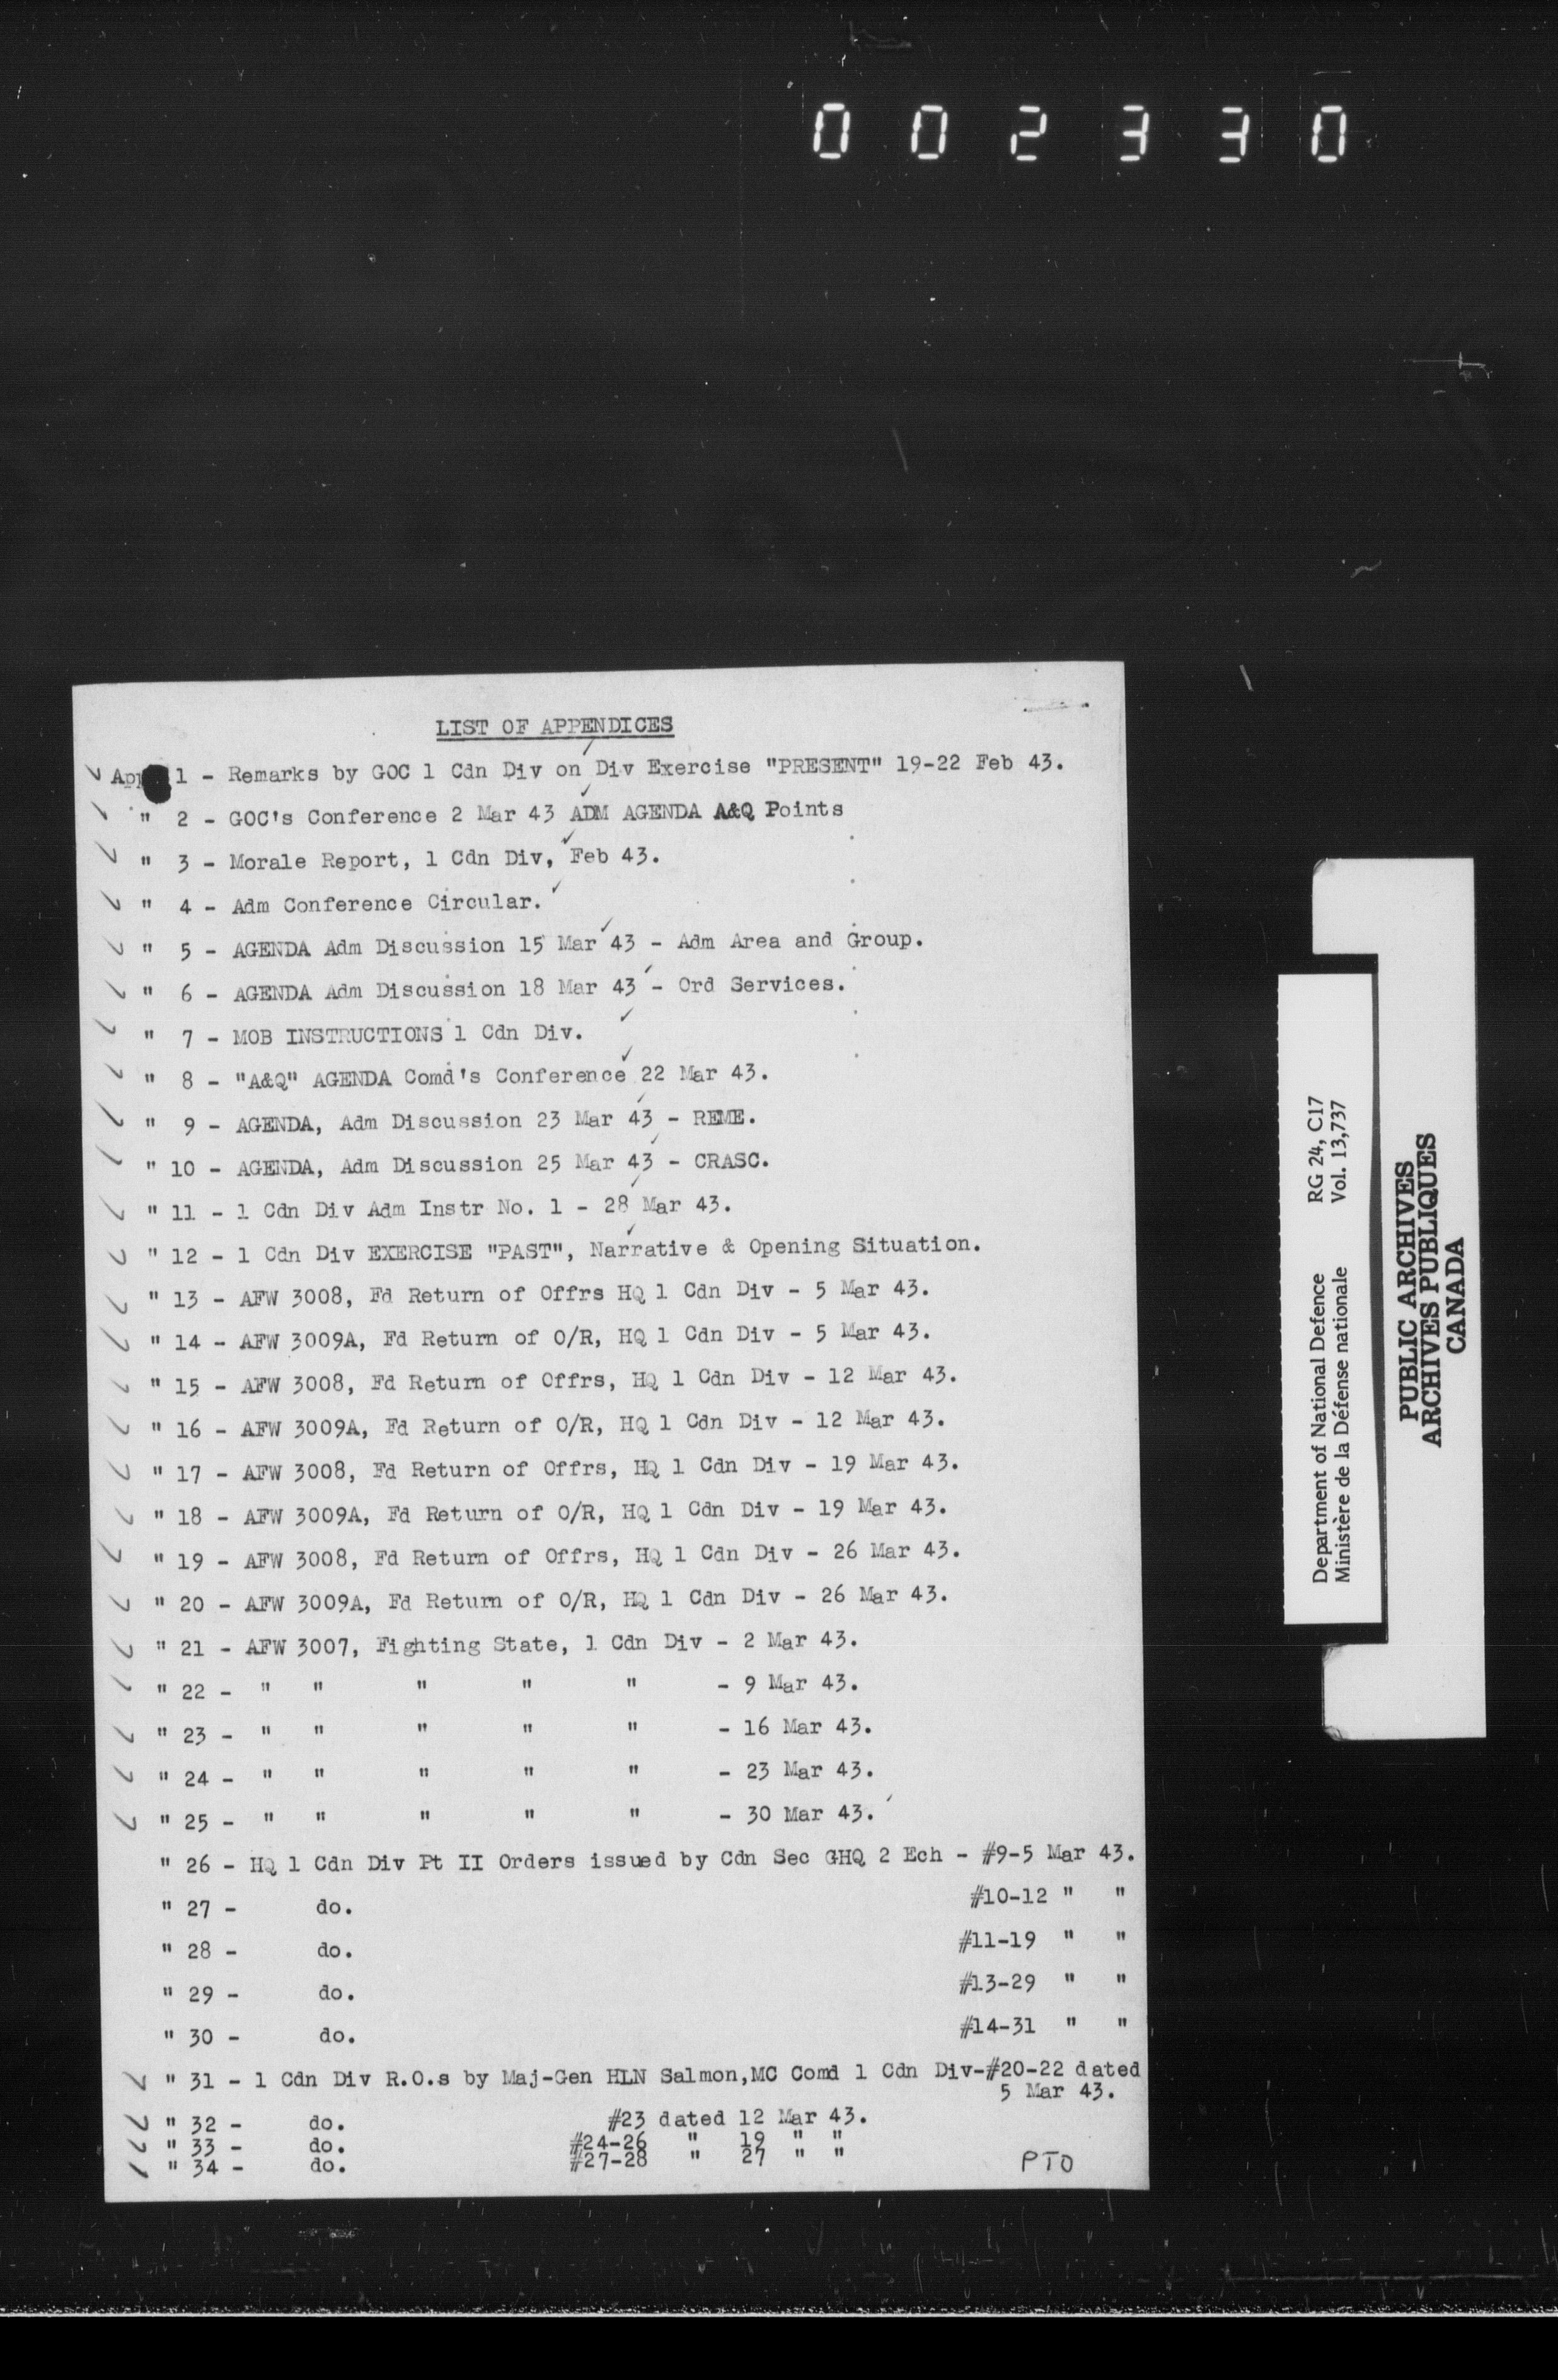 002330
LIST OF APPENDICES
App 1 - Remarks by GOC 1 Cdn Div on Div Exercise "PRESENT" 19-22 Feb 43.
" 2 - GOC's Conference 2 Mar 43 ADM AGENDA A&Q Points
" 3 - Morale Report, 1 Cdn Div, Feb 43.
" 4 - Adm Conference Circular.
" 5 - AGENDA Adm Discussion 15 Mar 43 - Adm Area and Group.
" 6 - AGENDA Adm Discussion 18 Mar 43 - Ord Services.
" 7 - MOB INSTRUCTIONS 1 Cdn Div.
" 8 - "A&Q" AGENDA Comd's Conference 22 Mar 43.
" 9 - AGENDA, Adm Discussion 23 Mar 43 - REME.
" 10 - AGENDA, Adm Discussion 25 Mar 43 - CRASC.
" 11 - 1 Cdn Div Adm Instr No. 1 - 28 Mar 43.
" 12 - 1 Cdn Div EXERCISE "PAST", Narrative & Opening Situation.
" 13 - AFW 3008, Fd Return of Offrs HQ 1 Cdn Div - 5 Mar 43.
" 14 - AFW 3009A, Fd Return of O/R, HQ 1 Cdn Div - 5 Mar 43.
" 15 - AFW 3008, Fd Return of Offrs, HQ 1 Cdn Div - 12 Mar 43.
" 16 - AFW 3009A, Fd Return of O/R, HQ 1 Cdn Div - 12 Mar 43.
" 17 - AFW 3008, Fd Return of Offrs, HQ 1 Cdn Div - 19 Mar 43.
" 18 - AFW 3009A, Fd Return of O/R, HQ 1 Cdn Div - 19 Mar 43.
" 19 - AFW 3008, Fd Return of Offrs, HQ 1 Cdn Div - 26 Mar 43.
" 20 - AFW 3009A, Fd Return of O/R, HQ 1 Cdn Div - 26 Mar 43.
" 21 - AFW 3007, Fighting State, 1 Cdn Div - 2 Mar 43.
" 22 - " " " " " - 9 Mar 43.
" 23 - " " " " " - 16 Mar 43.
" 24 - " " " " " - 23 Mar 43.
" 25 - " " " " " - 30 Mar 43.
" 26 - HQ 1 Cdn Div Pt II Orders issued by Cdn Sec GHQ 2 Ech - #9-5 Mar 43.
" 27 - do. #10-12 " "
" 28 - do. #11-19 " "
" 29 - do. #13-29 " "
" 30 - do. #14-31 " "
" 31 - 1 Cdn Div R.O.s by Maj-Gen HLN Salmon,MC Comd 1 Cdn Div-#20-22 dated
5 Mar 43.
" 32 - do. #23 dated 12 Mar 43.
" 33 - do. #24-26 " 19 " "
" 34 - do. #27-28 " 27 " "
PTO
Department of National Defence RG 24, C17
Ministère de la Défense nationale Vol. 13,737
PUBLIC ARCHIVES
ARCHIVES PUBLIQUES
CANADA